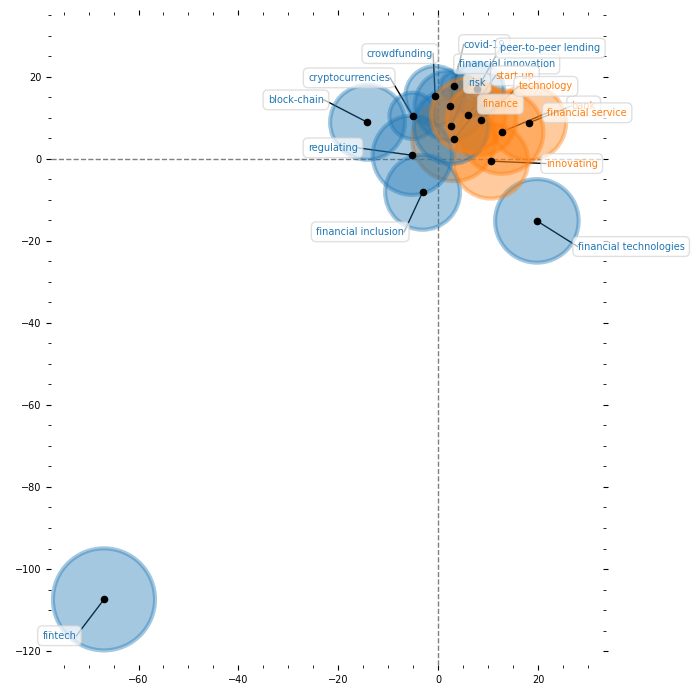 covid-19
peer-to-peer lending
crowdfunding
financial innovation
cryptocurrencies
risk
start-up
technology
block-chain
finance
financial service
regulating
innovating
financial inclusion
financial technologies
fintech
20
0
−20
−40
−60
−80
−100
−120
−60
−40
−20
0
20